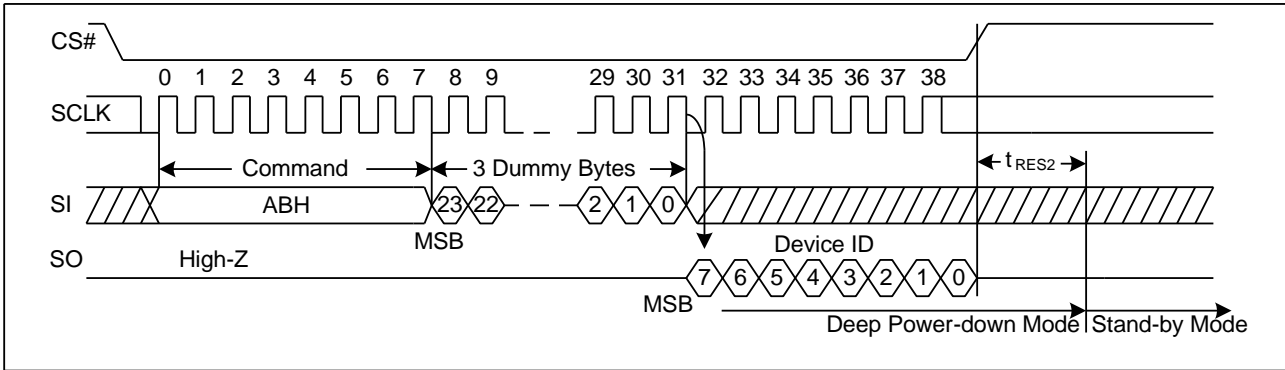 CS#
0 1 2 3 4 5 6 7 8 9 29 30 31 32 33 34 35 36 37 38
SCLK
Command 3 Dummy Bytes tRES2
SI ABH 23 22 2 1 0
MSB Device ID
SO High-Z
7 6 5 4 3 2 1 0
MSB
Deep Power-down Mode Stand-by Mode